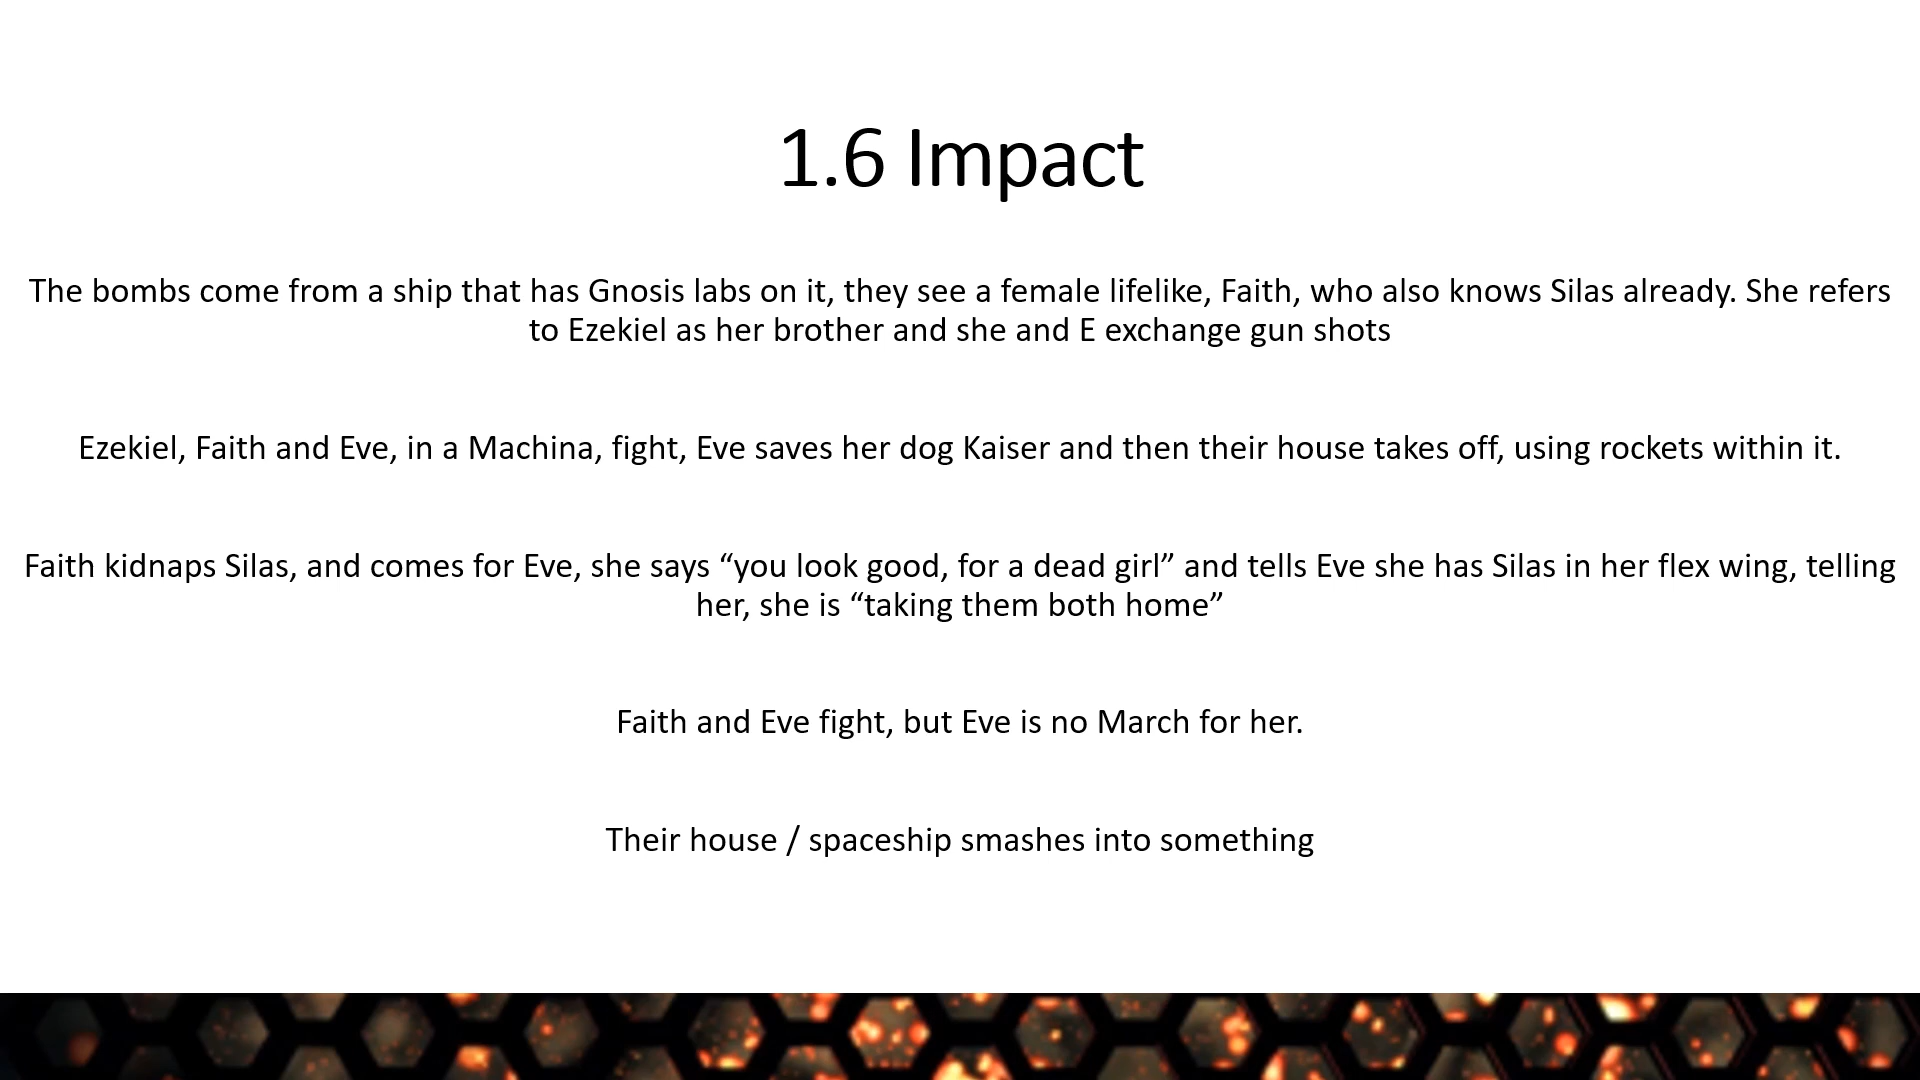 1.6 Impact
The bombs come from a ship that has Gnosis labs on it, they see a female lifelike, Faith, who also knows Silas already. She refers
to Ezekiel as her brother and she and E exchange gun shots
Ezekiel, Faith and Eve, in a Machina, fight, Eve saves her dog Kaiser and then their house takes off, using rockets within it.
Faith kidnaps Silas, and comes for Eve, she says “you look good, for a dead girl” and tells Eve she has Silas in her flex wing, telling
her, she is “taking them both home”
Faith and Eve fight, but Eve is no March for her.
Their house / spaceship smashes into something